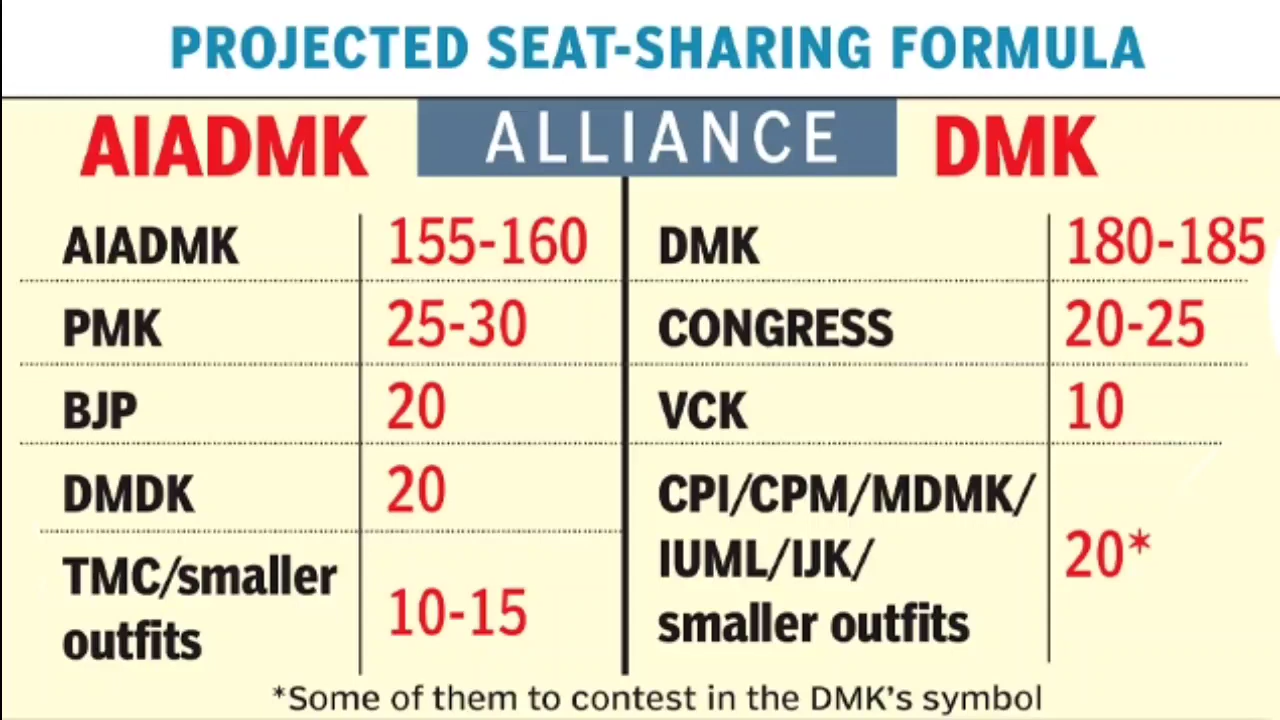 PROJECTED SEAT-SHARING FORMULA
AIADMK ALLIANCE DMK
AIADMK 155-160
PMK 25-30
BJP 20
DMDK 20
TMC/smaller
outfits 10-15
DMK 180-185
CONGRESS 20-25
VCK 10
CPI/CPM/MDMK/
IUML/IJK/ 20*
smaller outfits
*Some of them to contest in the DMK's symbol